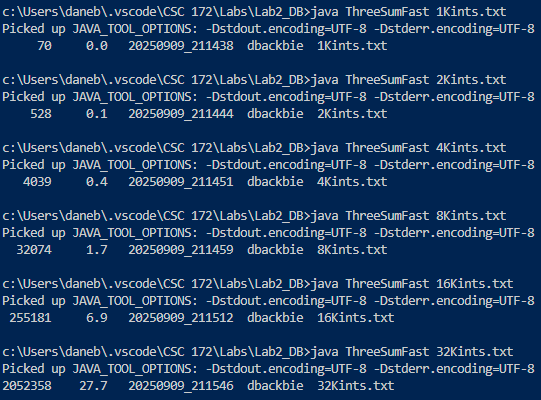 c:\Users\daneb\.vscode\CSC 172\Labs\Lab2_DB>java ThreeSumFast 1Kints.txt
Picked up JAVA_TOOL_OPTIONS: -Dstdout.encoding=UTF-8 -Dstderr.encoding=UTF-8
     70    0.0   20250909_211438  dbackbie  1Kints.txt
c:\Users\daneb\.vscode\CSC 172\Labs\Lab2_DB>java ThreeSumFast 2Kints.txt
Picked up JAVA_TOOL_OPTIONS: -Dstdout.encoding=UTF-8 -Dstderr.encoding=UTF-8
    528    0.1   20250909_211444  dbackbie  2Kints.txt
c:\Users\daneb\.vscode\CSC 172\Labs\Lab2_DB>java ThreeSumFast 4Kints.txt
Picked up JAVA_TOOL_OPTIONS: -Dstdout.encoding=UTF-8 -Dstderr.encoding=UTF-8
   4039    0.4   20250909_211451  dbackbie  4Kints.txt
c:\Users\daneb\.vscode\CSC 172\Labs\Lab2_DB>java ThreeSumFast 8Kints.txt
Picked up JAVA_TOOL_OPTIONS: -Dstdout.encoding=UTF-8 -Dstderr.encoding=UTF-8
  32074    1.7   20250909_211459  dbackbie  8Kints.txt
c:\Users\daneb\.vscode\CSC 172\Labs\Lab2_DB>java ThreeSumFast 16Kints.txt
Picked up JAVA_TOOL_OPTIONS: -Dstdout.encoding=UTF-8 -Dstderr.encoding=UTF-8
 255181    6.9   20250909_211512  dbackbie  16Kints.txt
c:\Users\daneb\.vscode\CSC 172\Labs\Lab2_DB>java ThreeSumFast 32Kints.txt
Picked up JAVA_TOOL_OPTIONS: -Dstdout.encoding=UTF-8 -Dstderr.encoding=UTF-8
2052358   27.7   20250909_211546  dbackbie  32Kints.txt